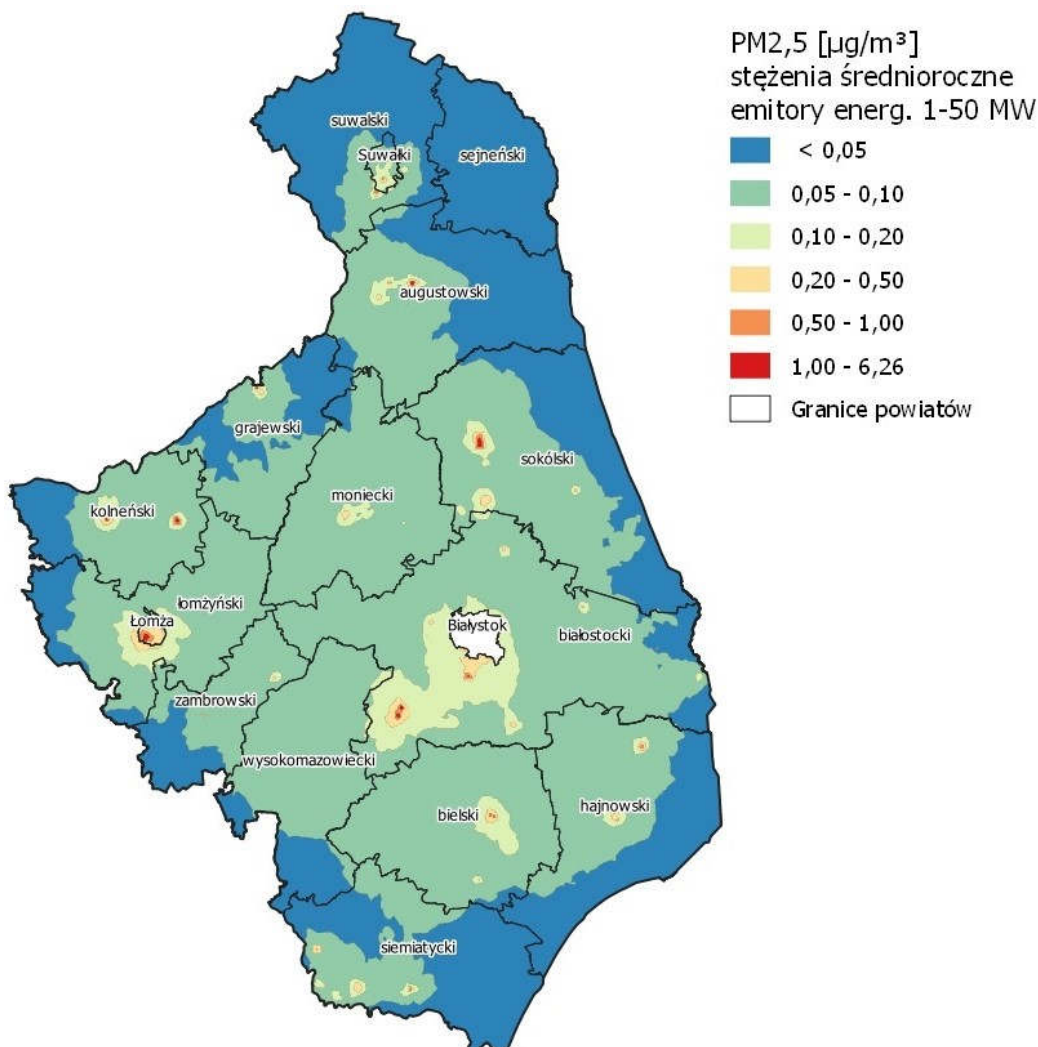 PM2,5 [µg/m³]
stężenia średnioroczne
emitory energ. 1-50 MW
< 0,05
0,05 - 0,10
0,10 - 0,20
0,20 - 0,50
0,50 - 1,00
1,00 - 6,26
Granice powiatów
suwalski
Suwałki
sejneński
augustowski
grajewski
sokólski
moniecki
kolneński
łomżyński
Łomża
Białystok
białostocki
zambrowski
wysokomazowiecki
bielski
hajnowski
siemiatycki